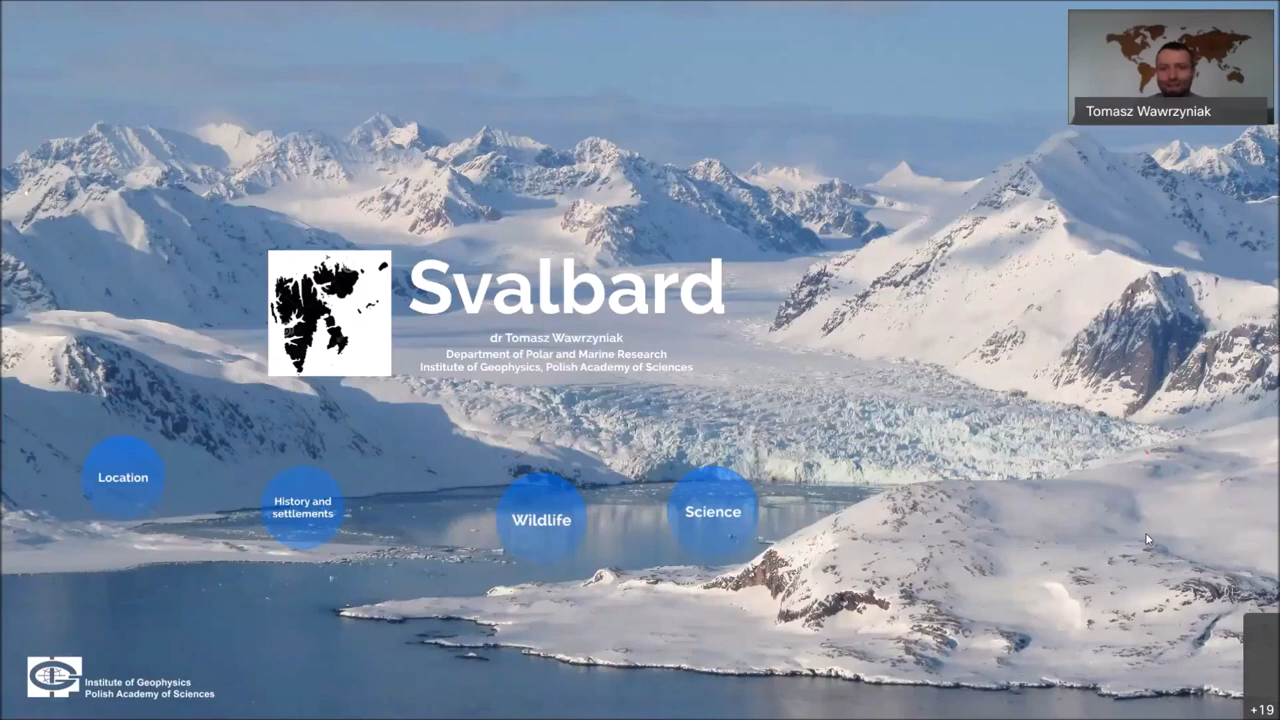 Tomasz Wawrzyniak
Svalbard
dr Tomasz Wawrzyniak
Department of Polar and Marine Research
Institute of Geophysics, Polish Academy of Sciences
Location
History and
settlements
Wildlife
Science
Institute of Geophysics
Polish Academy of Sciences
+19